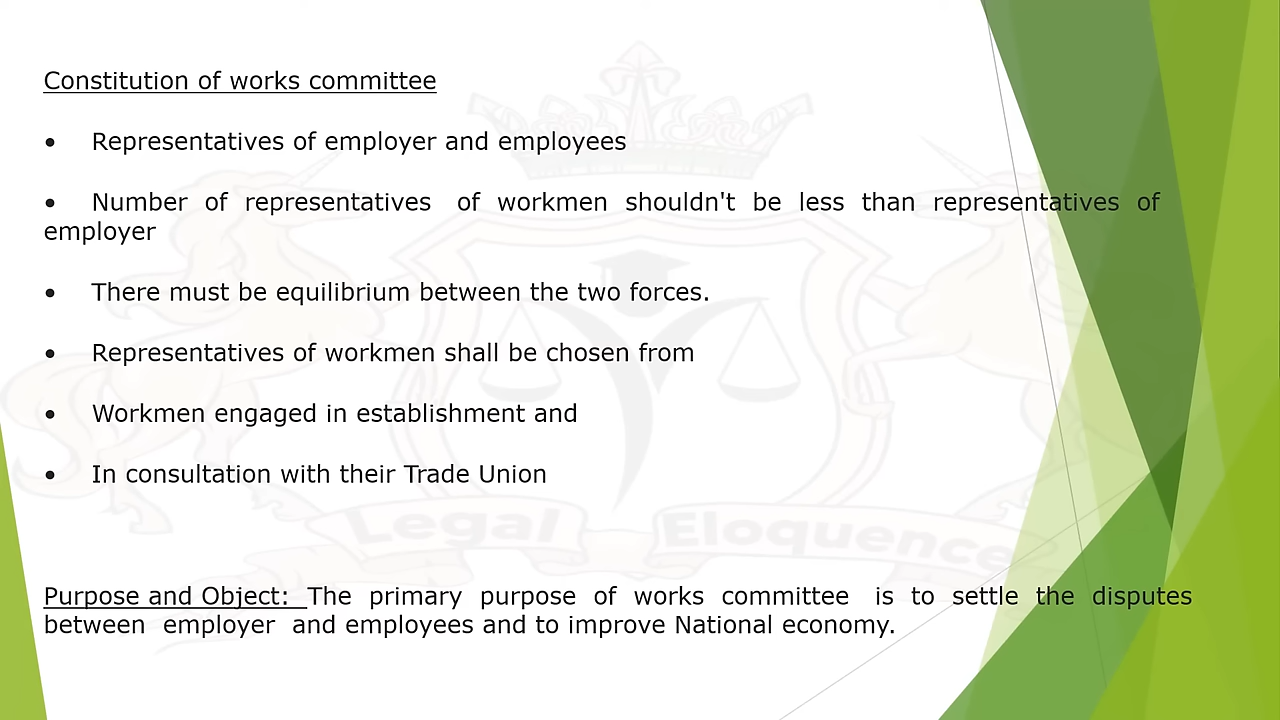 Constitution of works committee
• Representatives of employer and employees
• Number of representatives of workmen shouldn't be less than representatives of
employer
• There must be equilibrium between the two forces.
• Representatives of workmen shall be chosen from
• Workmen engaged in establishment and
• In consultation with their Trade Union
Legal Eloquence
Purpose and Object: The primary purpose of works committee is to settle the disputes
between employer and employees and to improve National economy.